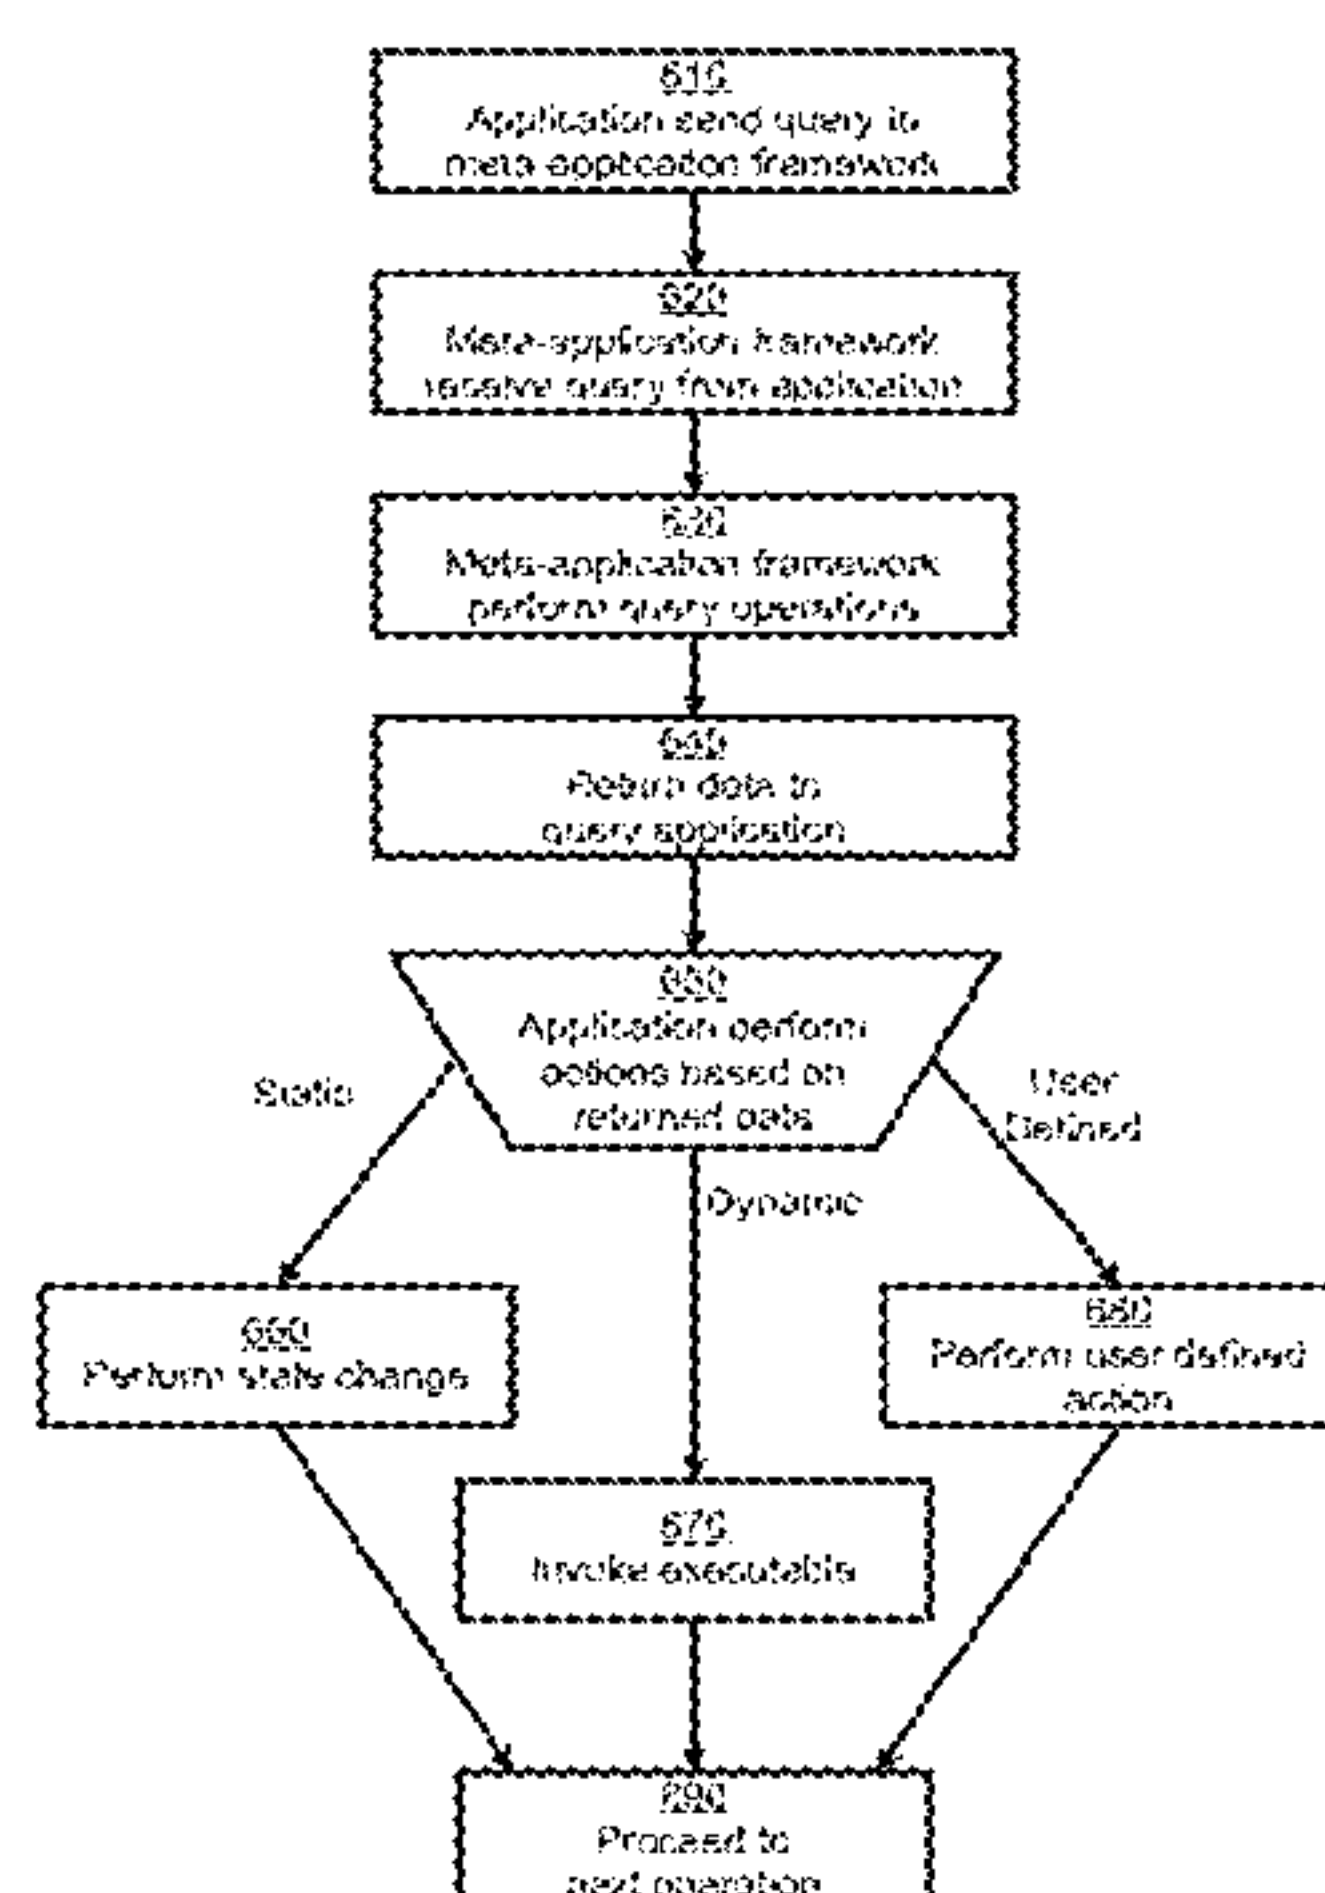 610
Application send query to
meta-application framework
620
Meta-application framework
receive query from application
630
Meta-application framework
perform query operations
640
Return data to
query application
650
Application perform
actions based on
returned data
Static
User
Defined
Dynamic
660
Perform state change
680
Perform user defined
action
670
Invoke executable
690
Proceed to
next operation